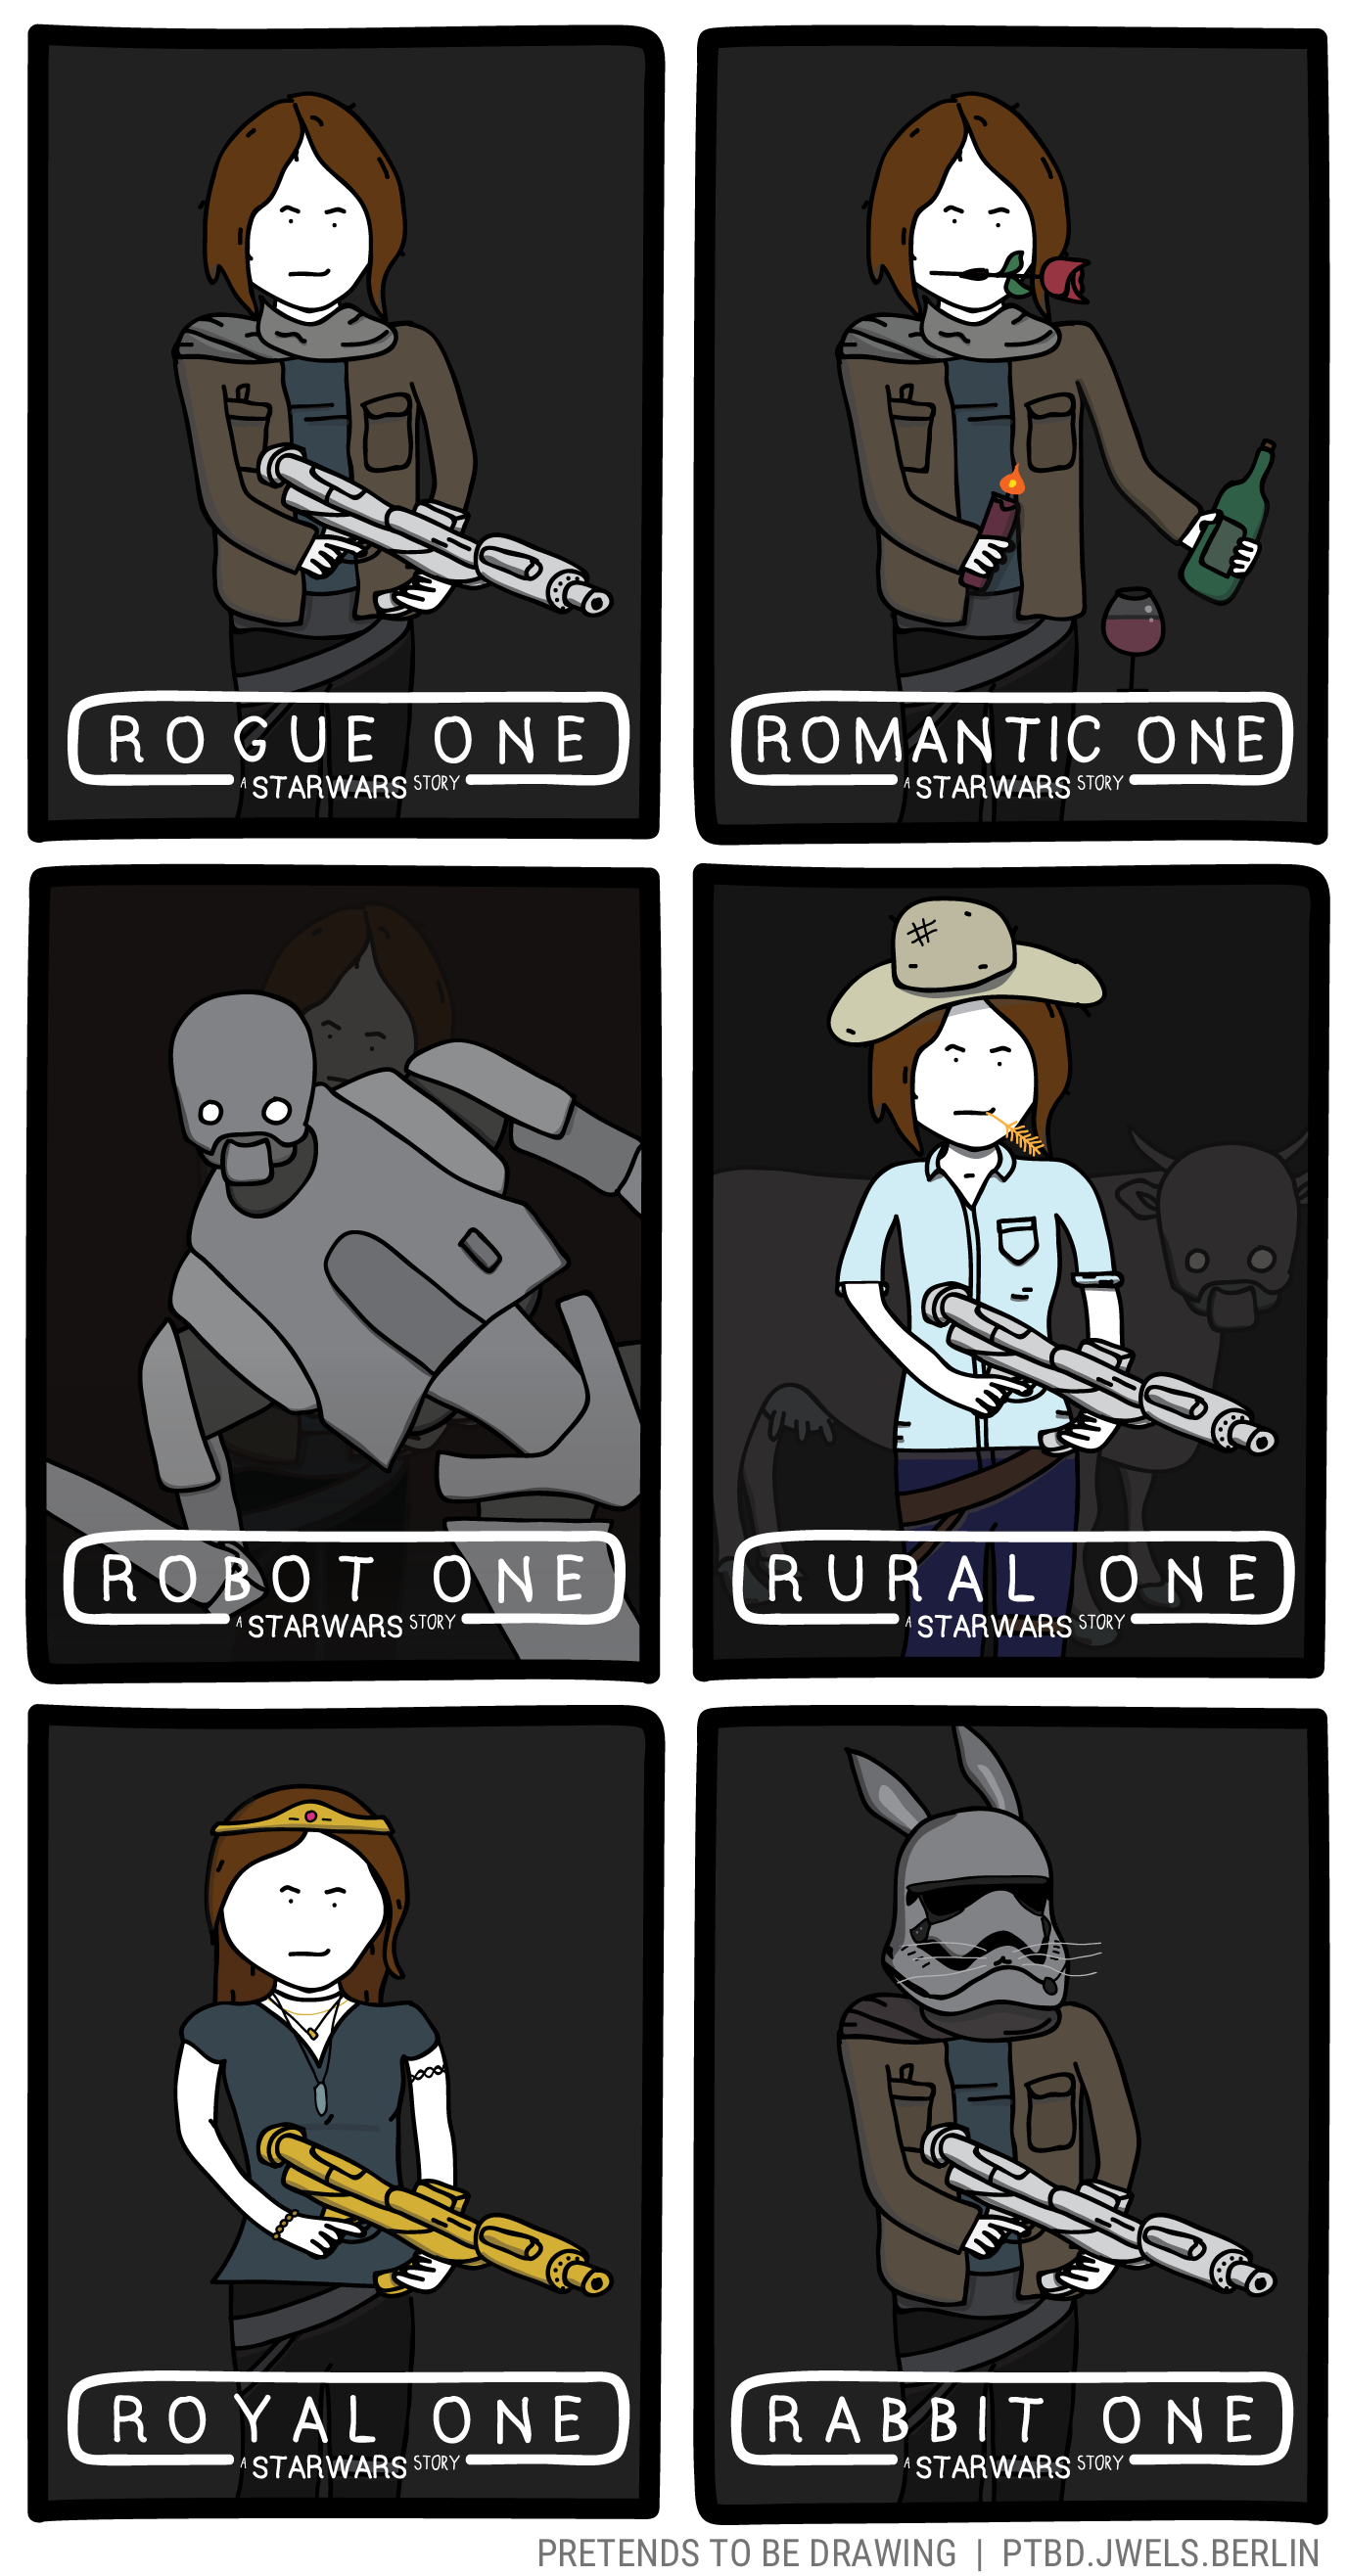 ROGUE ONE
A STARWARS STORY
ROMANTIC ONE
A STARWARS STORY
ROBOT ONE
A STARWARS STORY
RURAL ONE
A STARWARS STORY
ROYAL ONE
A STARWARS STORY
RABBIT ONE
A STARWARS STORY
PRETENDS TO BE DRAWING | PTBD.JWELS.BERLIN